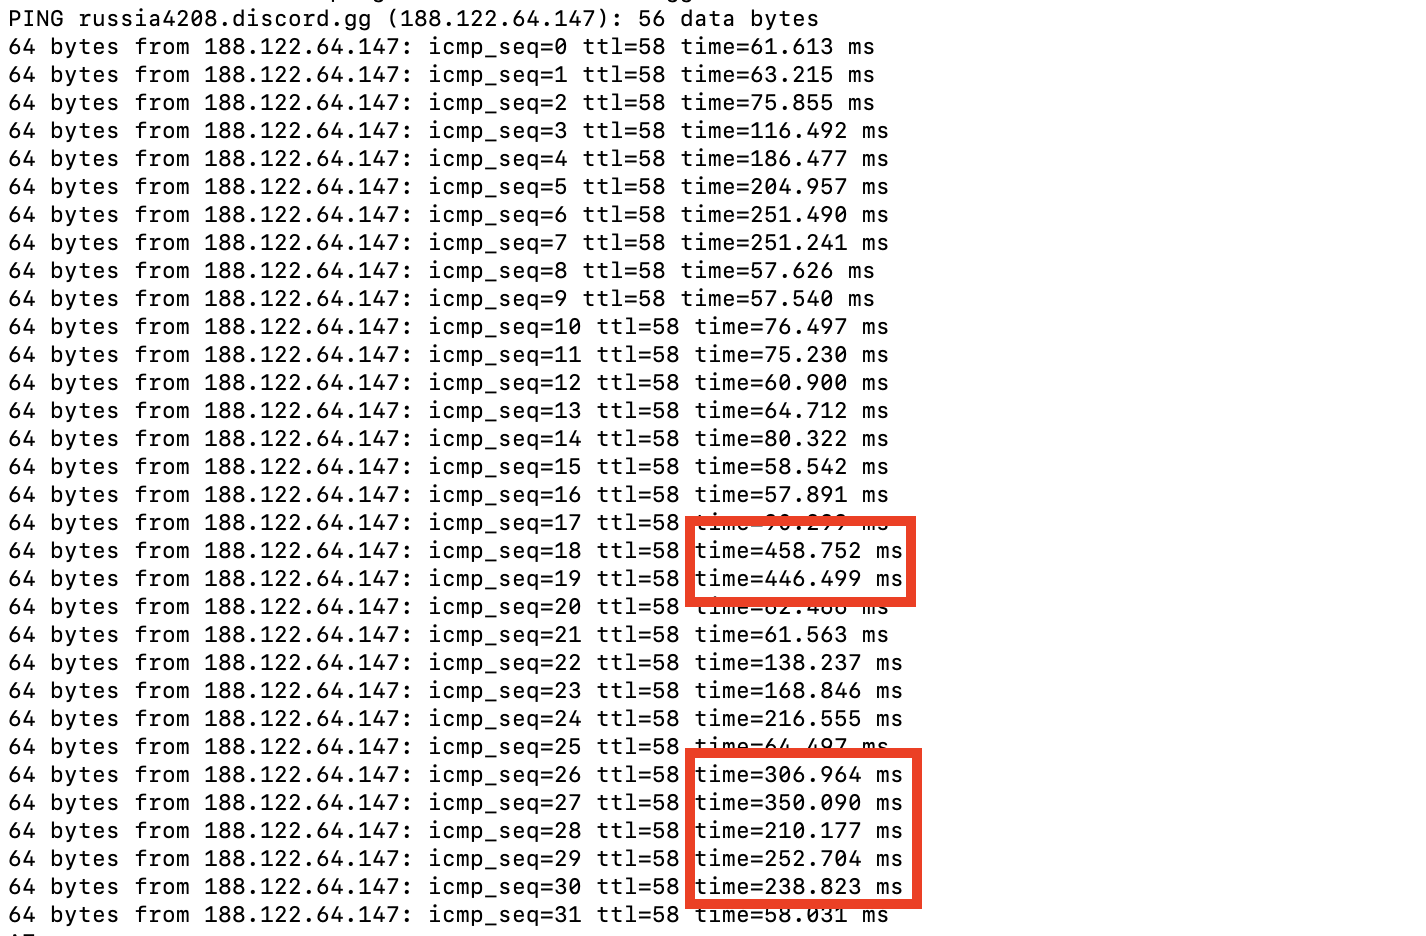 PING russia4208.discord.gg (188.122.64.147): 56 data bytes
64 bytes from 188.122.64.147: icmp_seq=0 ttl=58 time=61.613 ms
64 bytes from 188.122.64.147: icmp_seq=1 ttl=58 time=63.215 ms
64 bytes from 188.122.64.147: icmp_seq=2 ttl=58 time=75.855 ms
64 bytes from 188.122.64.147: icmp_seq=3 ttl=58 time=116.492 ms
64 bytes from 188.122.64.147: icmp_seq=4 ttl=58 time=186.477 ms
64 bytes from 188.122.64.147: icmp_seq=5 ttl=58 time=204.957 ms
64 bytes from 188.122.64.147: icmp_seq=6 ttl=58 time=251.490 ms
64 bytes from 188.122.64.147: icmp_seq=7 ttl=58 time=251.241 ms
64 bytes from 188.122.64.147: icmp_seq=8 ttl=58 time=57.626 ms
64 bytes from 188.122.64.147: icmp_seq=9 ttl=58 time=57.540 ms
64 bytes from 188.122.64.147: icmp_seq=10 ttl=58 time=76.497 ms
64 bytes from 188.122.64.147: icmp_seq=11 ttl=58 time=75.230 ms
64 bytes from 188.122.64.147: icmp_seq=12 ttl=58 time=60.900 ms
64 bytes from 188.122.64.147: icmp_seq=13 ttl=58 time=64.712 ms
64 bytes from 188.122.64.147: icmp_seq=14 ttl=58 time=80.322 ms
64 bytes from 188.122.64.147: icmp_seq=15 ttl=58 time=58.542 ms
64 bytes from 188.122.64.147: icmp_seq=16 ttl=58 time=57.891 ms
64 bytes from 188.122.64.147: icmp_seq=17 ttl=58 ms
64 bytes from 188.122.64.147: icmp_seq=18 ttl=58 time=458.752 ms
64 bytes from 188.122.64.147: icmp_seq=19 ttl=58 time=446.499 ms
64 bytes from 188.122.64.147: icmp_seq=20 ttl=58 ms
64 bytes from 188.122.64.147: icmp_seq=21 ttl=58 time=61.563 ms
64 bytes from 188.122.64.147: icmp_seq=22 ttl=58 time=138.237 ms
64 bytes from 188.122.64.147: icmp_seq=23 ttl=58 time=168.846 ms
64 bytes from 188.122.64.147: icmp_seq=24 ttl=58 time=216.555 ms
64 bytes from 188.122.64.147: icmp_seq=25 ttl=58 time=64.497 ms
64 bytes from 188.122.64.147: icmp_seq=26 ttl=58 time=306.964 ms
64 bytes from 188.122.64.147: icmp_seq=27 ttl=58 time=350.090 ms
64 bytes from 188.122.64.147: icmp_seq=28 ttl=58 time=210.177 ms
64 bytes from 188.122.64.147: icmp_seq=29 ttl=58 time=252.704 ms
64 bytes from 188.122.64.147: icmp_seq=30 ttl=58 time=238.823 ms
64 bytes from 188.122.64.147: icmp_seq=31 ttl=58 time=58.031 ms